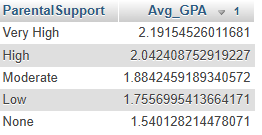 ParentalSupport Avg_GPA 1
Very High 2.19154526011681
High 2.042408752919227
Moderate 1.8842459189340572
Low 1.7556995413664171
None 1.540128214478071